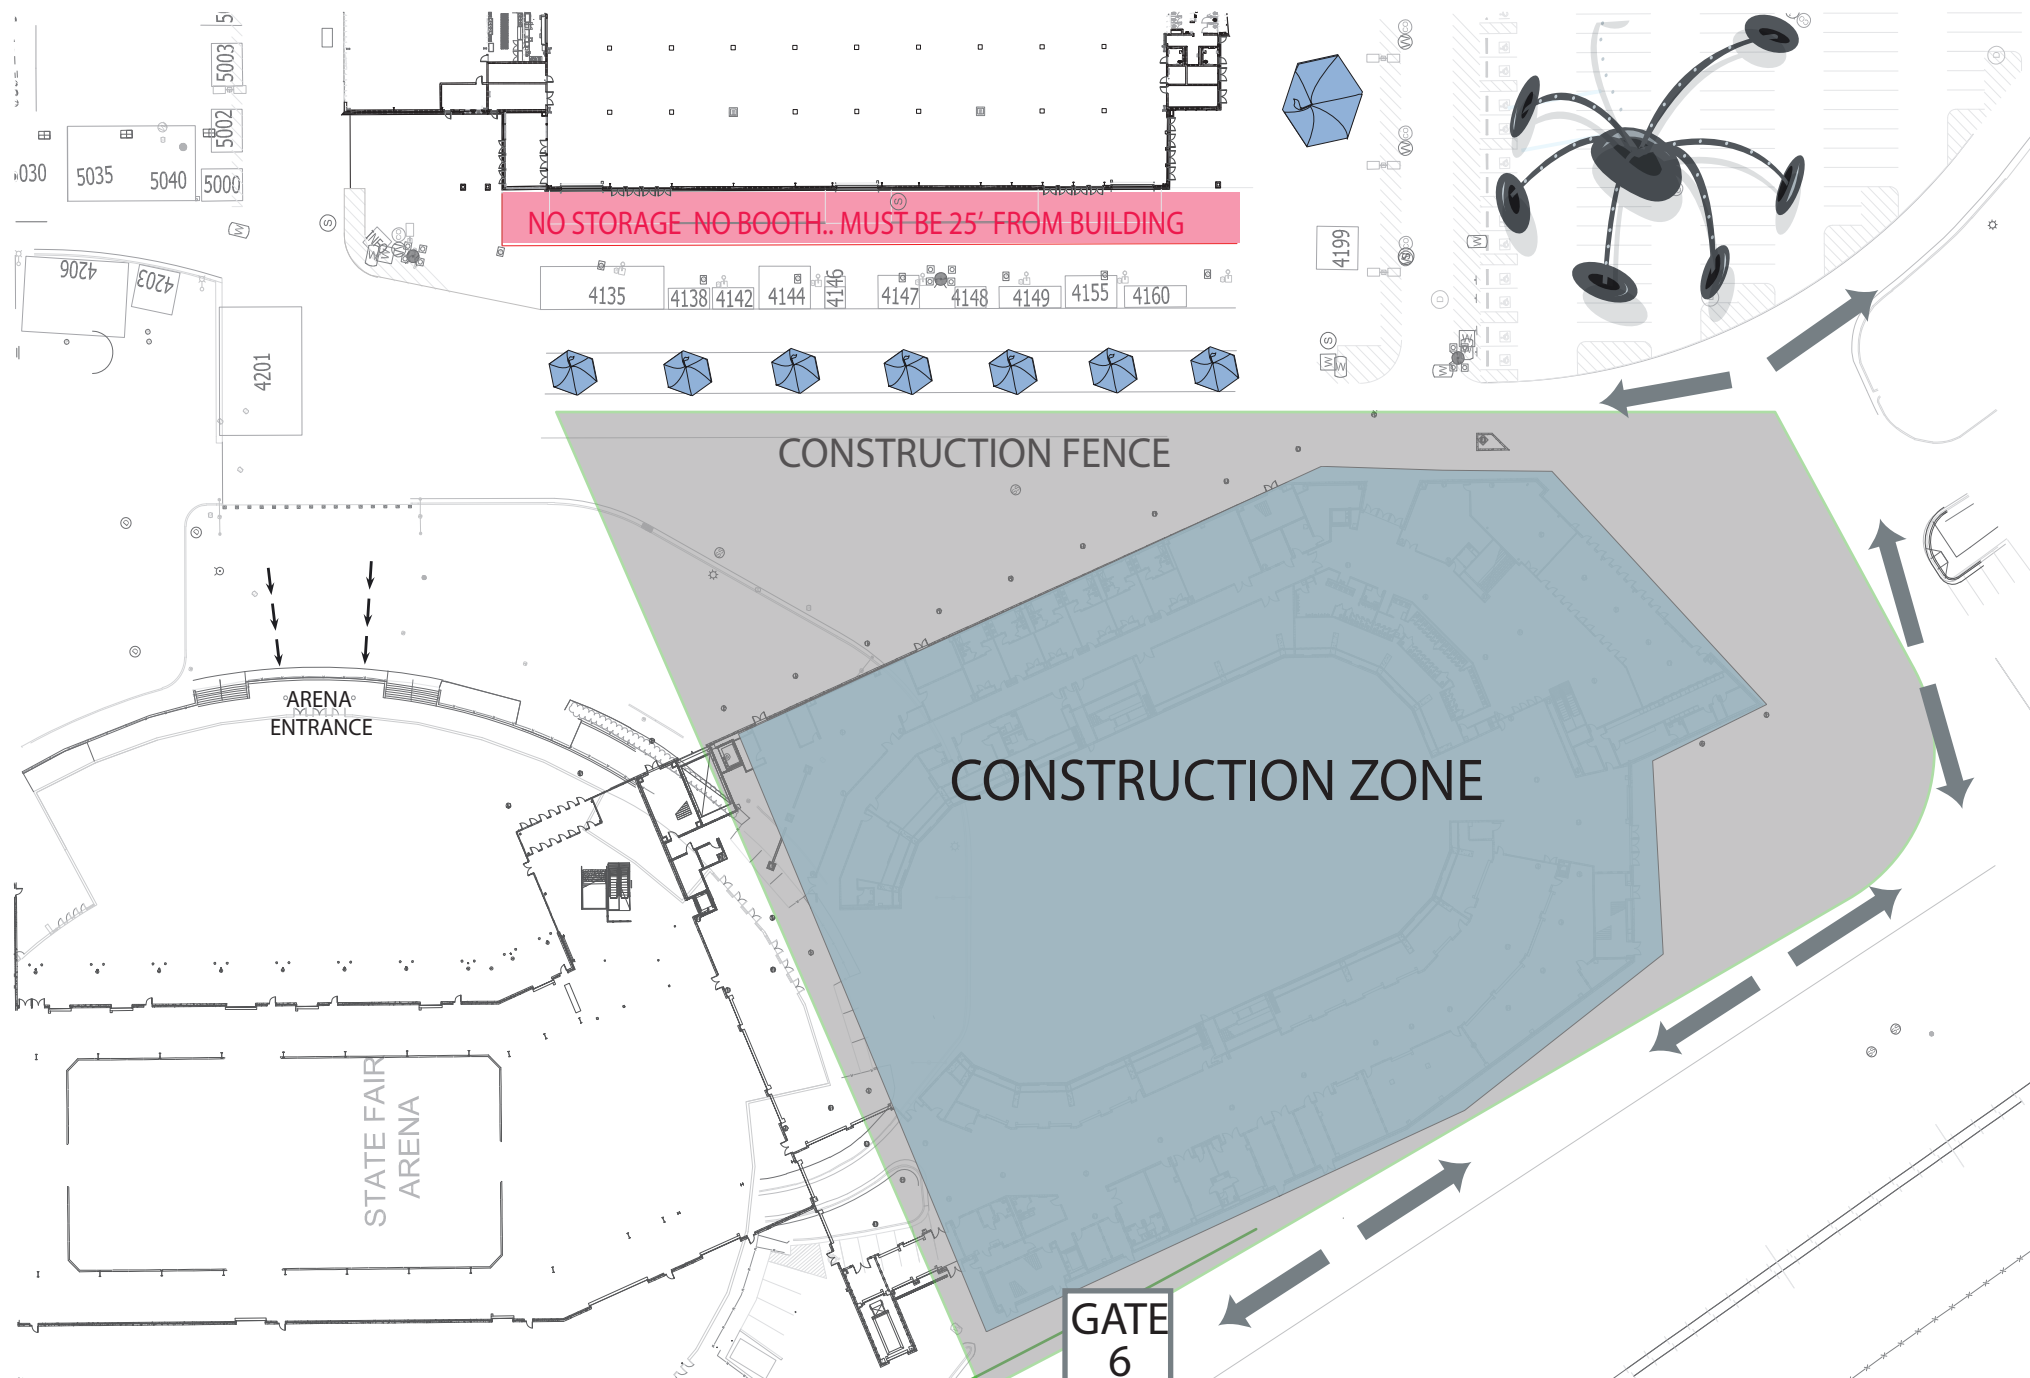 5003
5002
5030
5035
5040
5000
NO STORAGE NO BOOTH.. MUST BE 25' FROM BUILDING
4206
4203
4199
4135
4138
4142
4144
4146
4147
4148
4149
4155
4160
4201
CONSTRUCTION FENCE
ARENA
ENTRANCE
CONSTRUCTION ZONE
STATE FAIR
ARENA
GATE
6